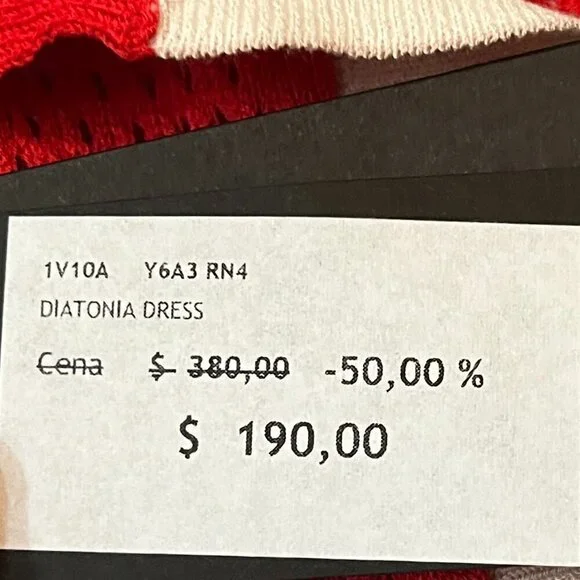 1V10A Y6A3 RN4
DIATONIA DRESS
Cena $ 380,00 -50,00 %
$ 190,00